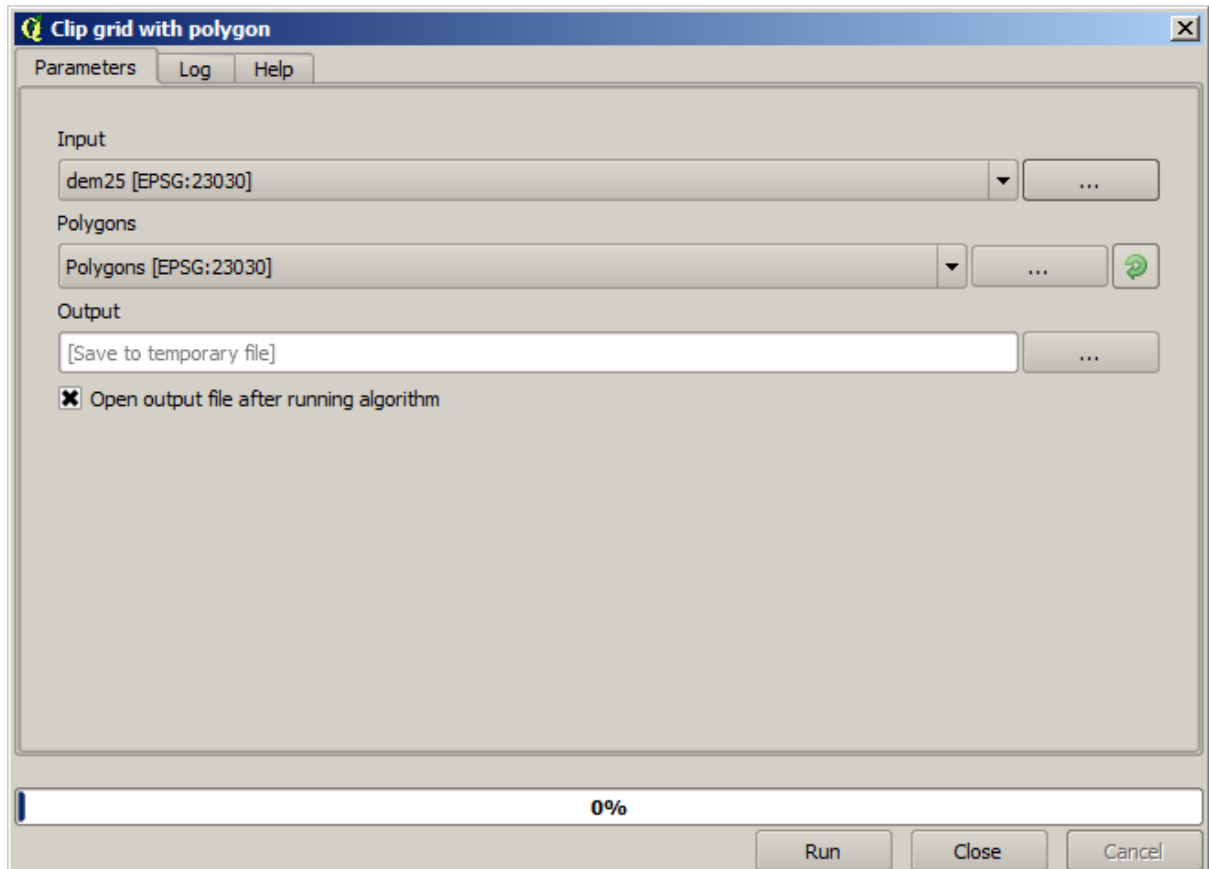 Clip grid with polygon
Parameters Log Help
Input
dem25 [EPSG:23030]
...
Polygons
Polygons [EPSG:23030]
...
Output
[Save to temporary file]
...
Open output file after running algorithm
0%
Run Close Cancel